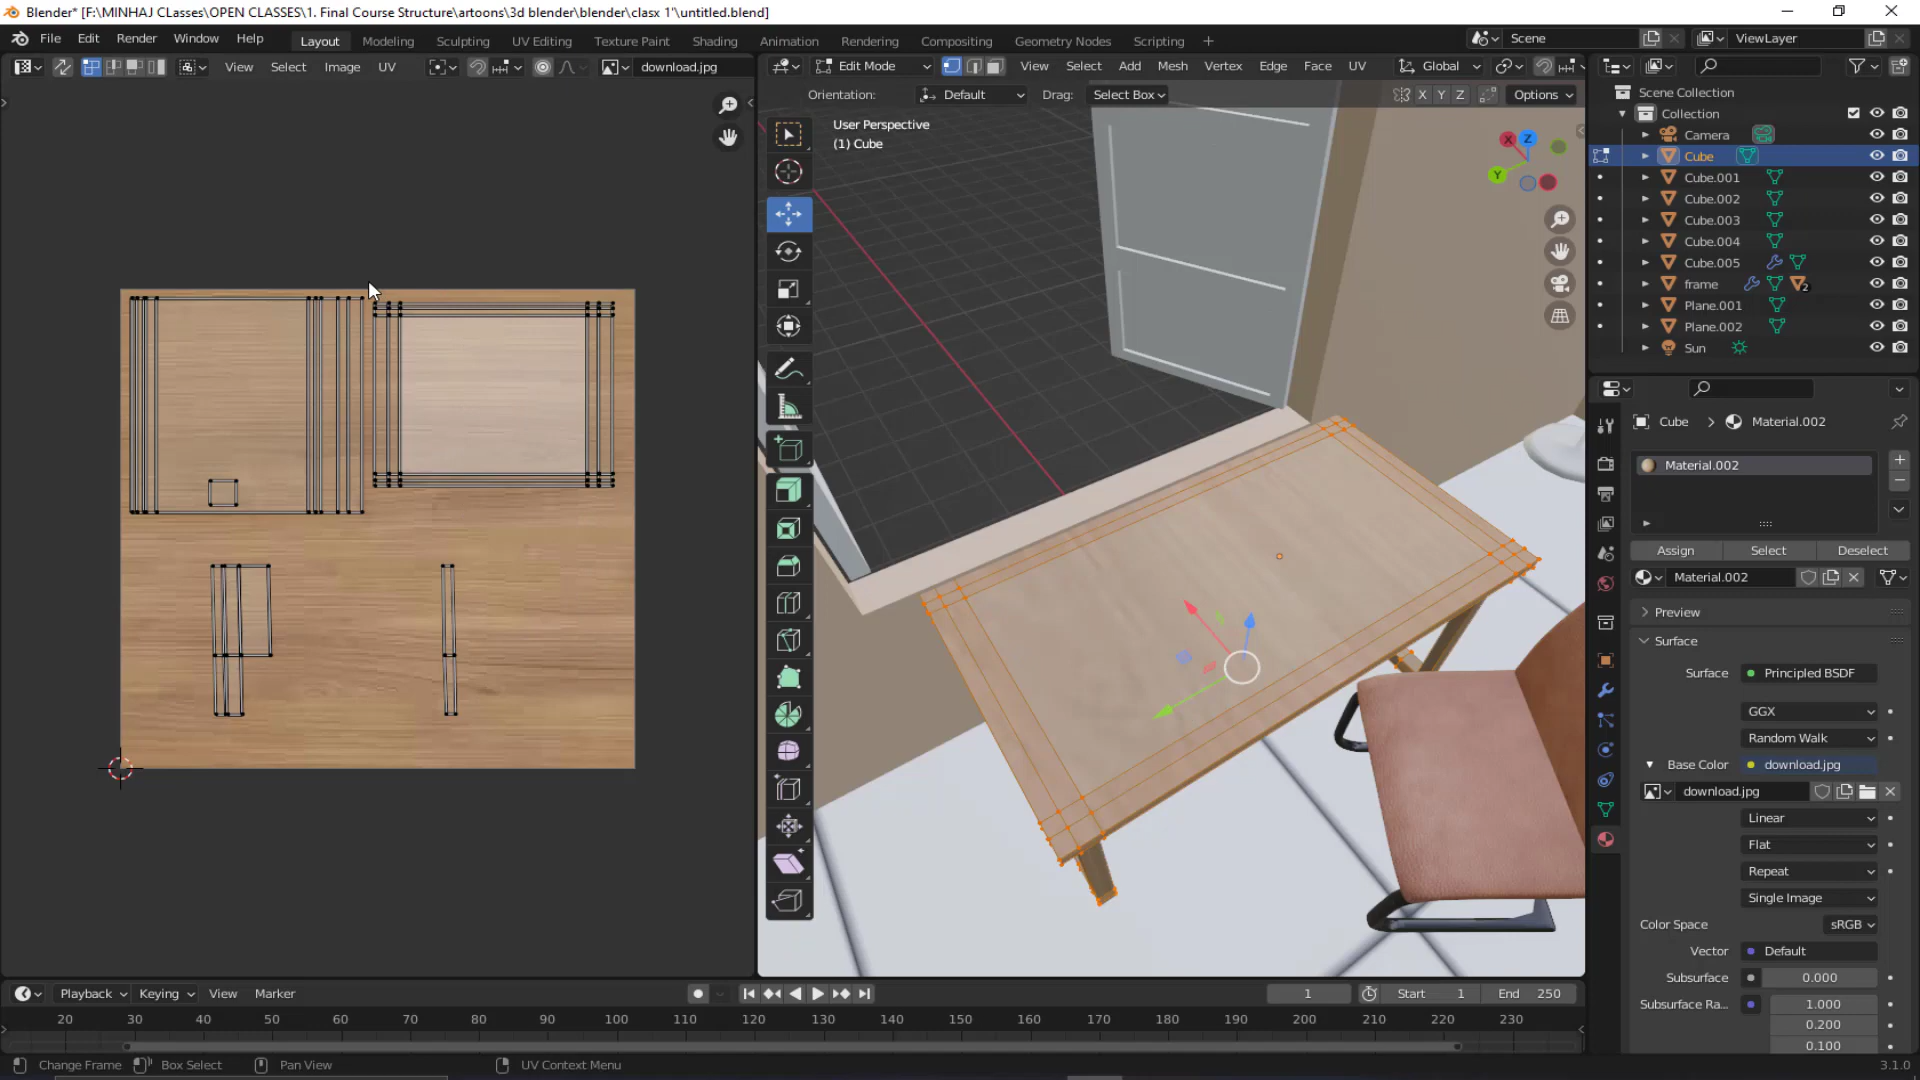 Blender* [F:\MINHAJ CLasses\OPEN CLASSES\1. Final Course Structure\artoons\3d blender\blender\clasx 1"\untitled.blend]
File Edit Render Window Help Layout Modeling Sculpting UV Editing Texture Paint Shading Animation Rendering Compositing Geometry Nodes Scripting + Scene ViewLayer
View Select Image UV download.jpg Edit Mode View Select Add Mesh Vertex Edge Face UV Global
Orientation: Default Drag: Select Box X Y Z Options
User Perspective
(1) Cube
X Z Y
Scene Collection
Collection
Camera
Cube
Cube.001
Cube.002
Cube.003
Cube.004
Cube.005
frame 2
Plane.001
Plane.002
Sun
Cube > Material.002
Material.002
Assign Select Deselect
Material.002
Preview
Surface
Surface Principled BSDF
GGX
Random Walk
Base Color download.jpg
download.jpg
Linear
Flat
Repeat
Single Image
Color Space sRGB
Vector Default
Subsurface 0.000
Subsurface Ra... 1.000
0.200
0.100
Playback Keying View Marker 1 Start 1 End 250
20 30 40 50 60 70 80 90 100 110 120 130 140 150 160 170 180 190 200 210 220 230
Change Frame Box Select Pan View UV Context Menu 3.1.0